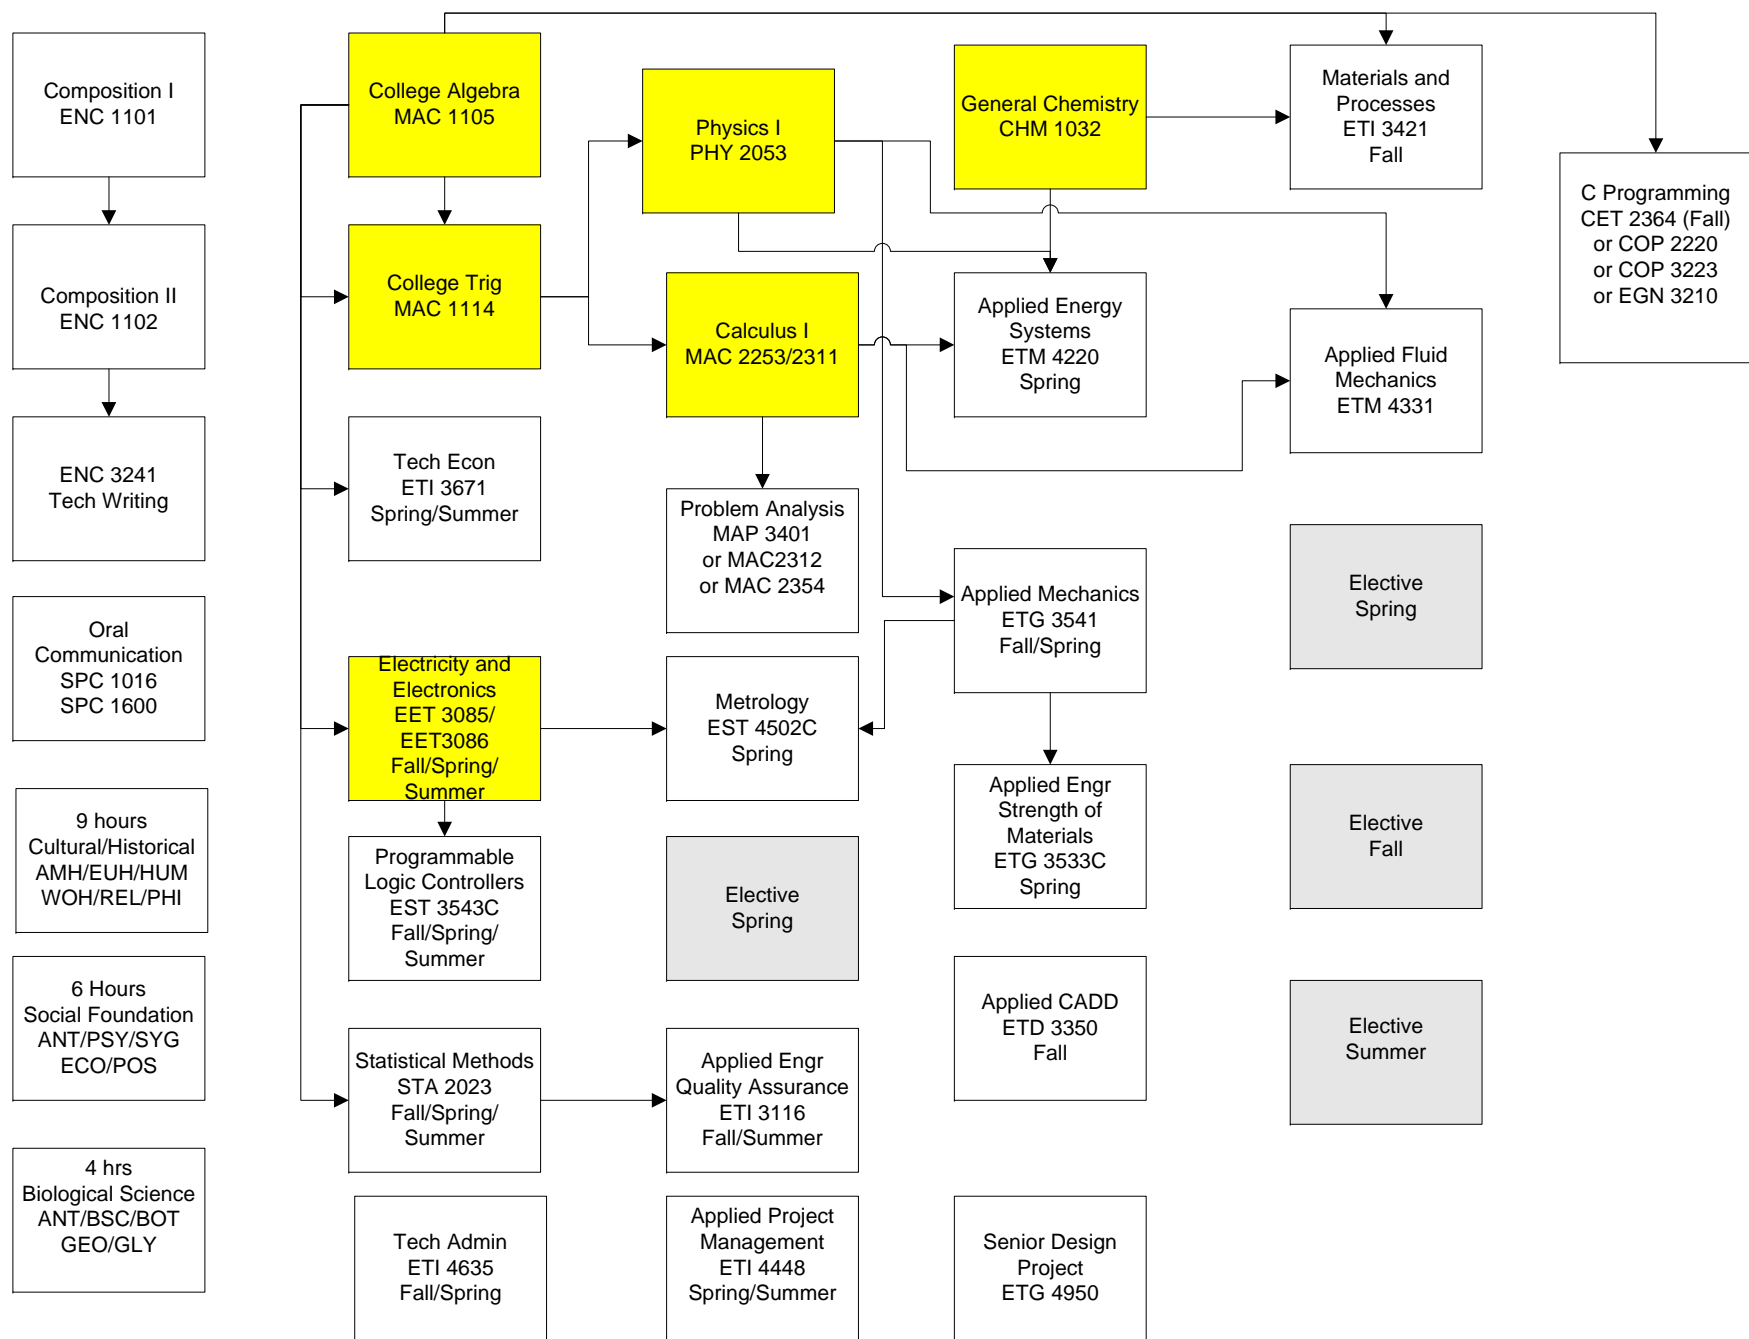 Composition I
ENC 1101
College Algebra
MAC 1105
Physics I
PHY 2053
General Chemistry
CHM 1032
Materials and
Processes
ETI 3421
Fall
C Programming
CET 2364 (Fall)
or COP 2220
or COP 3223
or EGN 3210
Composition II
ENC 1102
College Trig
MAC 1114
Calculus I
MAC 2253/2311
Applied Energy
Systems
ETM 4220
Spring
Applied Fluid
Mechanics
ETM 4331
ENC 3241
Tech Writing
Tech Econ
ETI 3671
Spring/Summer
Problem Analysis
MAP 3401
or MAC2312
or MAC 2354
Applied Mechanics
ETG 3541
Fall/Spring
Elective
Spring
Oral
Communication
SPC 1016
SPC 1600
Electricity and
Electronics
EET 3085/
EET3086
Fall/Spring/
Summer
Metrology
EST 4502C
Spring
Applied Engr
Strength of
Materials
ETG 3533C
Spring
Elective
Fall
9 hours
Cultural/Historical
AMH/EUH/HUM
WOH/REL/PHI
Programmable
Logic Controllers
EST 3543C
Fall/Spring/
Summer
Elective
Spring
Applied CADD
ETD 3350
Fall
Elective
Summer
6 Hours
Social Foundation
ANT/PSY/SYG
ECO/POS
Statistical Methods
STA 2023
Fall/Spring/
Summer
Applied Engr
Quality Assurance
ETI 3116
Fall/Summer
4 hrs
Biological Science
ANT/BSC/BOT
GEO/GLY
Tech Admin
ETI 4635
Fall/Spring
Applied Project
Management
ETI 4448
Spring/Summer
Senior Design
Project
ETG 4950